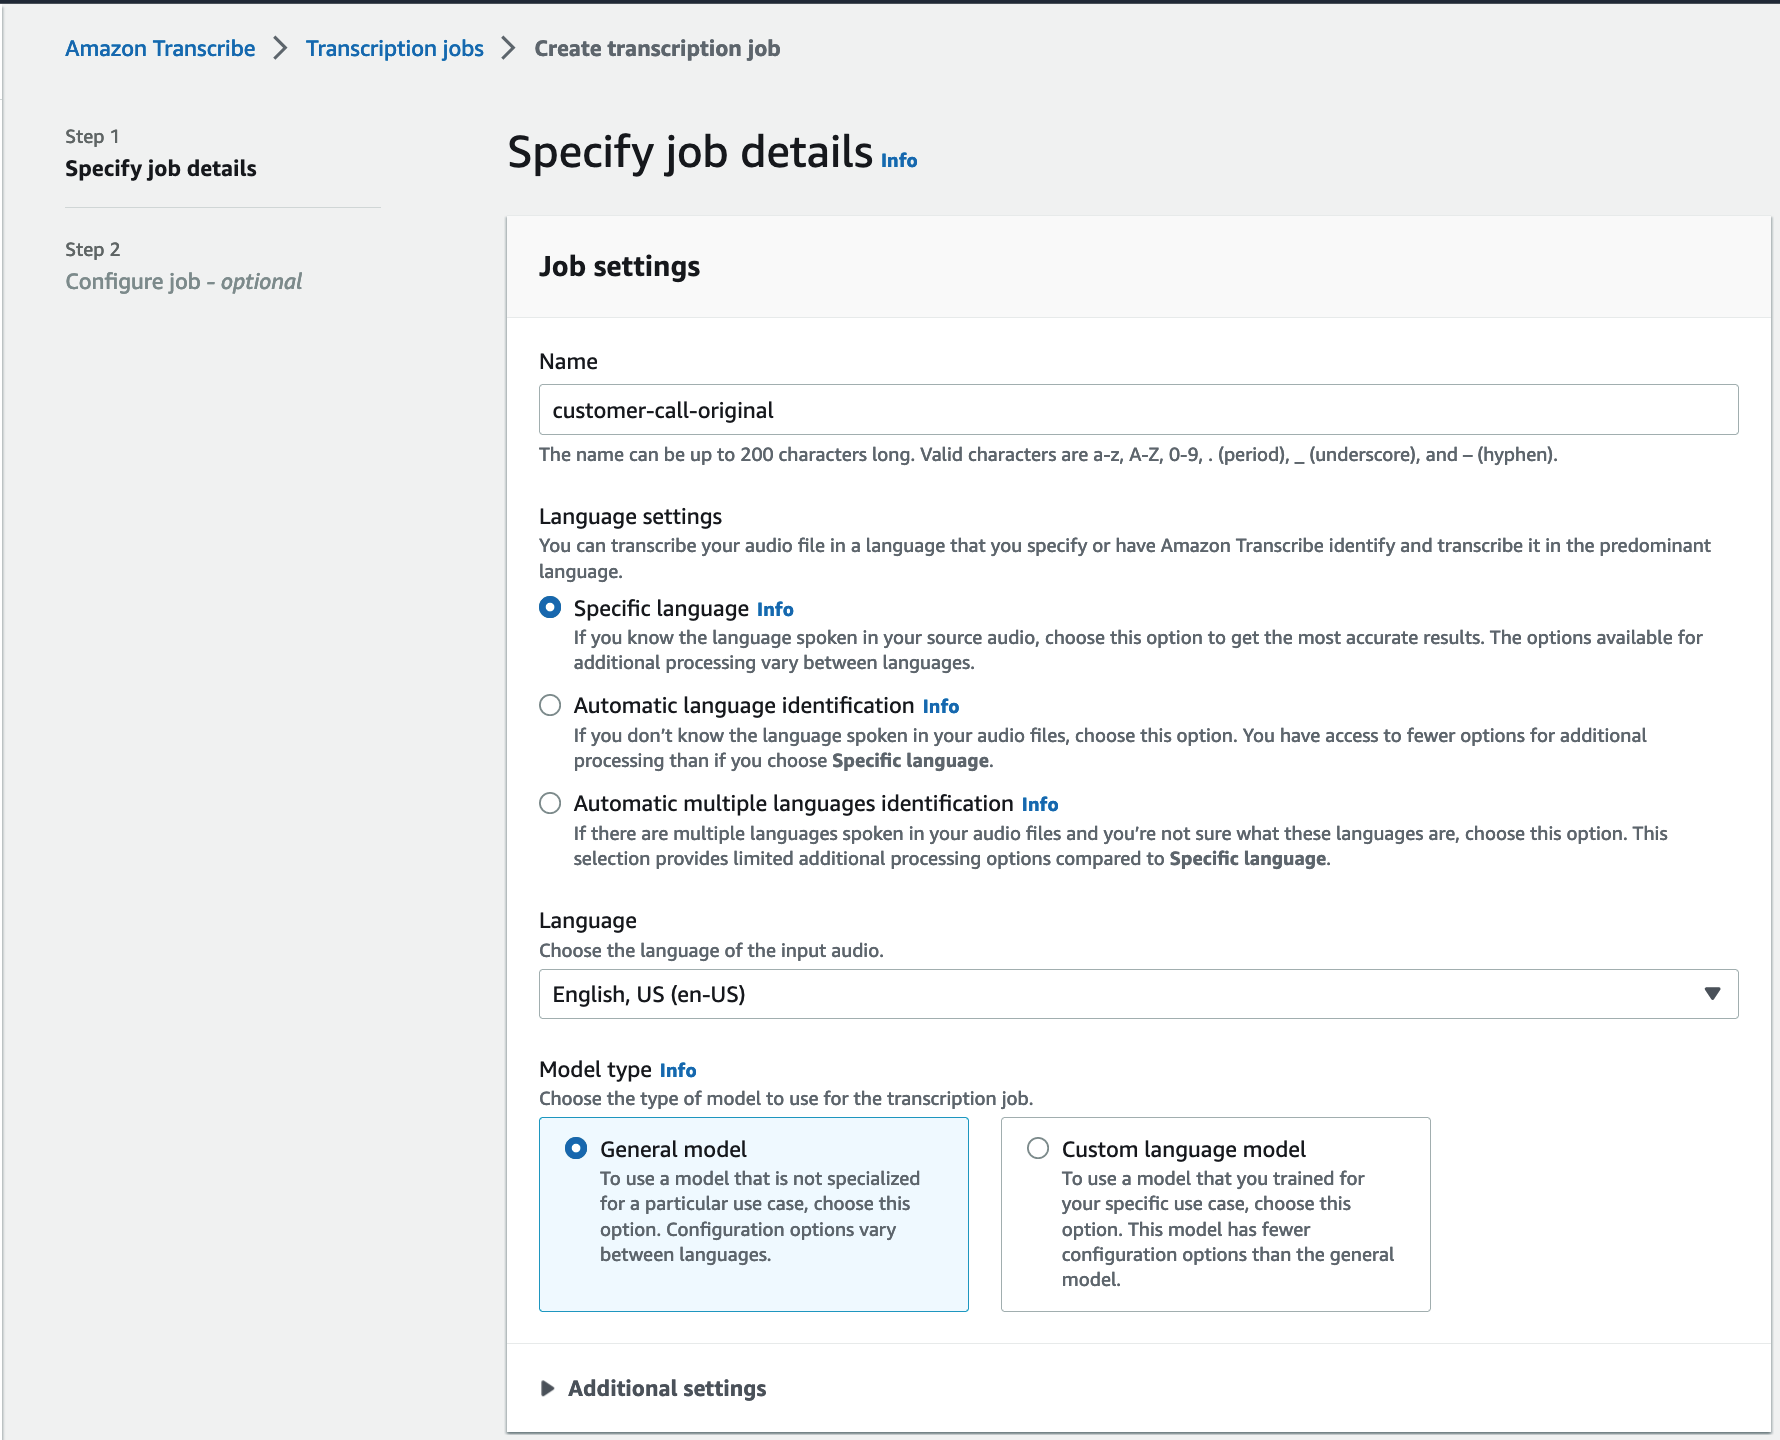 Amazon Transcribe > Transcription jobs > Create transcription job
Step 1
Specify job details
Step 2
Configure job - optional
Specify job details Info
Job settings
Name
customer-call-original
The name can be up to 200 characters long. Valid characters are a-z, A-Z, 0-9, . (period), _ (underscore), and – (hyphen).
Language settings
You can transcribe your audio file in a language that you specify or have Amazon Transcribe identify and transcribe it in the predominant
language.
Specific language Info
If you know the language spoken in your source audio, choose this option to get the most accurate results. The options available for
additional processing vary between languages.
Automatic language identification Info
If you don’t know the language spoken in your audio files, choose this option. You have access to fewer options for additional
processing than if you choose Specific language.
Automatic multiple languages identification Info
If there are multiple languages spoken in your audio files and you’re not sure what these languages are, choose this option. This
selection provides limited additional processing options compared to Specific language.
Language
Choose the language of the input audio.
English, US (en-US)
Model type Info
Choose the type of model to use for the transcription job.
General model
To use a model that is not specialized
for a particular use case, choose this
option. Configuration options vary
between languages.
Custom language model
To use a model that you trained for
your specific use case, choose this
option. This model has fewer
configuration options than the general
model.
Additional settings